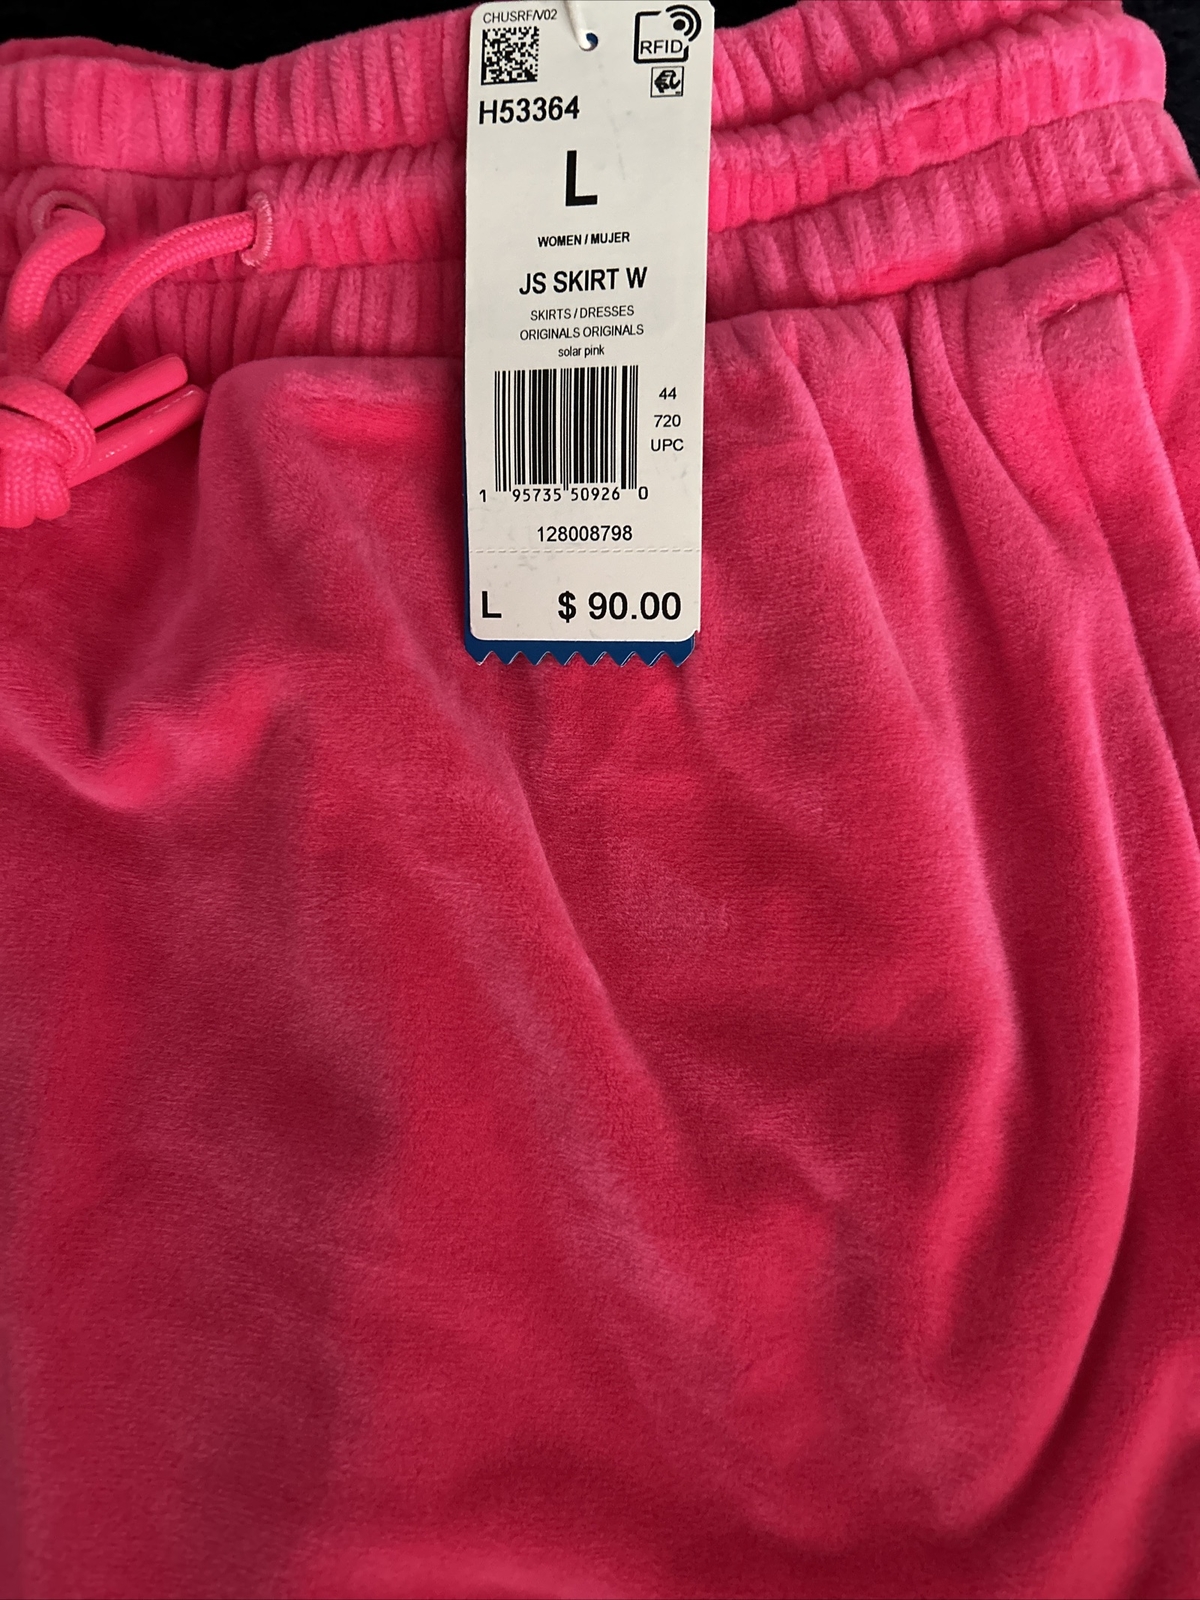 CHUSRF/V02
RFID
H53364
L
WOMEN / MUJER
JS SKIRT W
SKIRTS / DRESSES
ORIGINALS ORIGINALS
solar pink
44
720
UPC
1 95735 50926 0
128008798
L $ 90.00